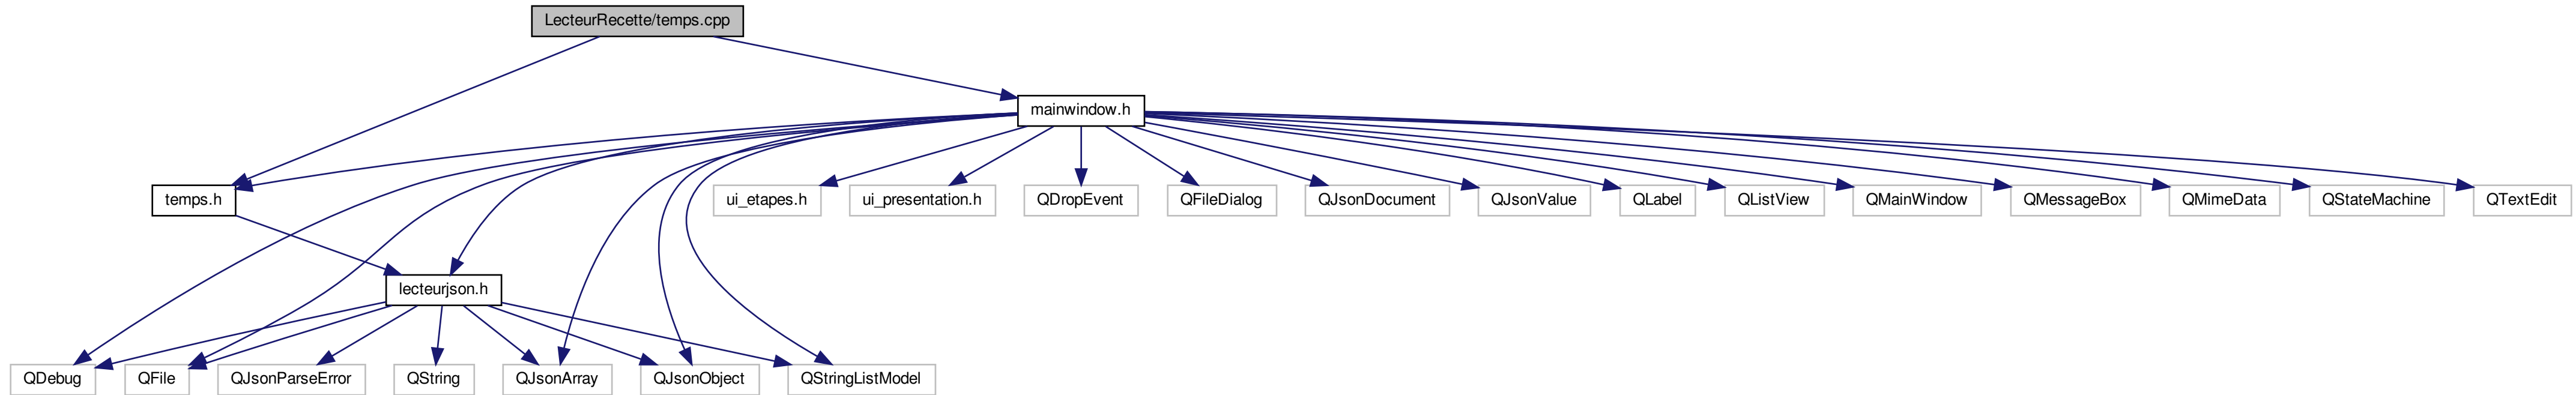 LecteurRecette/temps.cpp
mainwindow.h
temps.h
ui_etapes.h
ui_presentation.h
QDropEvent
QFileDialog
QJsonDocument
QJsonValue
QLabel
QListView
QMainWindow
QMessageBox
QMimeData
QStateMachine
QTextEdit
lecteurjson.h
QDebug
QFile
QJsonParseError
QString
QJsonArray
QJsonObject
QStringListModel